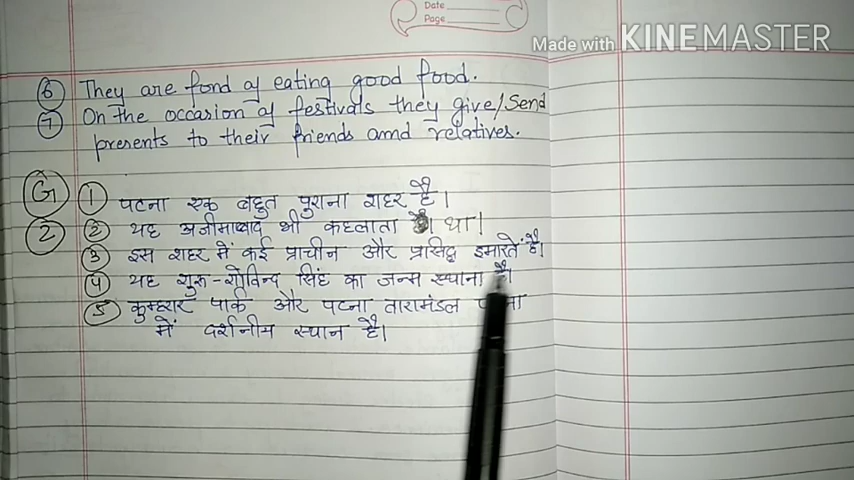 Date
Page
Made with KINEMASTER
6 They are fond of eating good food.
7 On the occasion of festivals they give/send
presents to their friends and relatives.
G 1 पटना एक बहुत पुराना शहर है।
2 2 यह अजीमाबाद भी कहलाता था।
3 इस शहर में कई प्राचीन और प्रसिद्ध इमारतें है।
4 यह गुरु-गोविन्द सिंह का जन्म स्थाना है।
5 कुम्हरार पार्क और पटना तारामंडल
में दर्शनीय स्थान है।